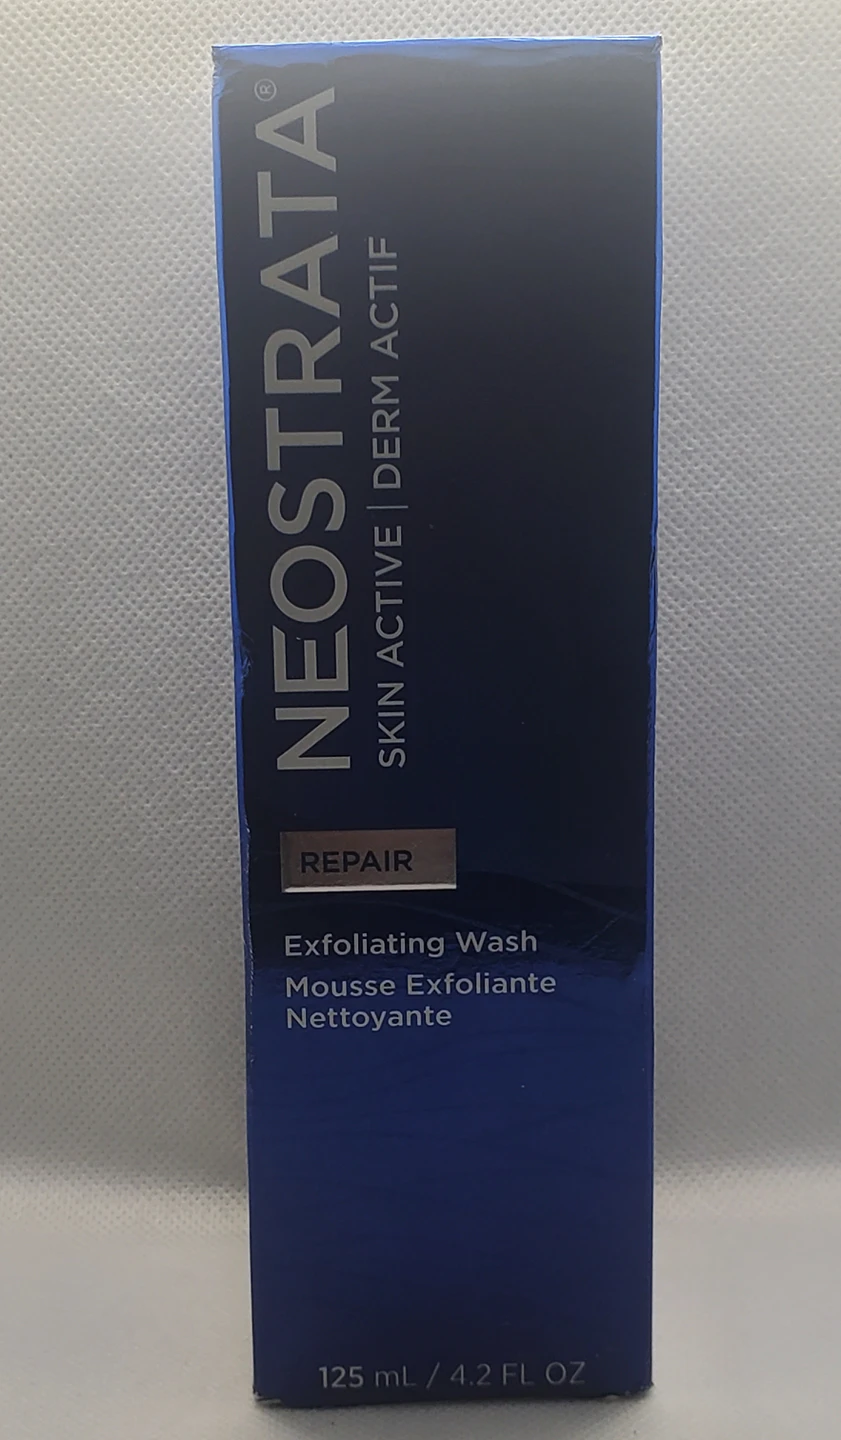 NEOSTRATA®
SKIN ACTIVE | DERM ACTIF
REPAIR
Exfoliating Wash
Mousse Exfoliante
Nettoyante
125 mL / 4.2 FL OZ